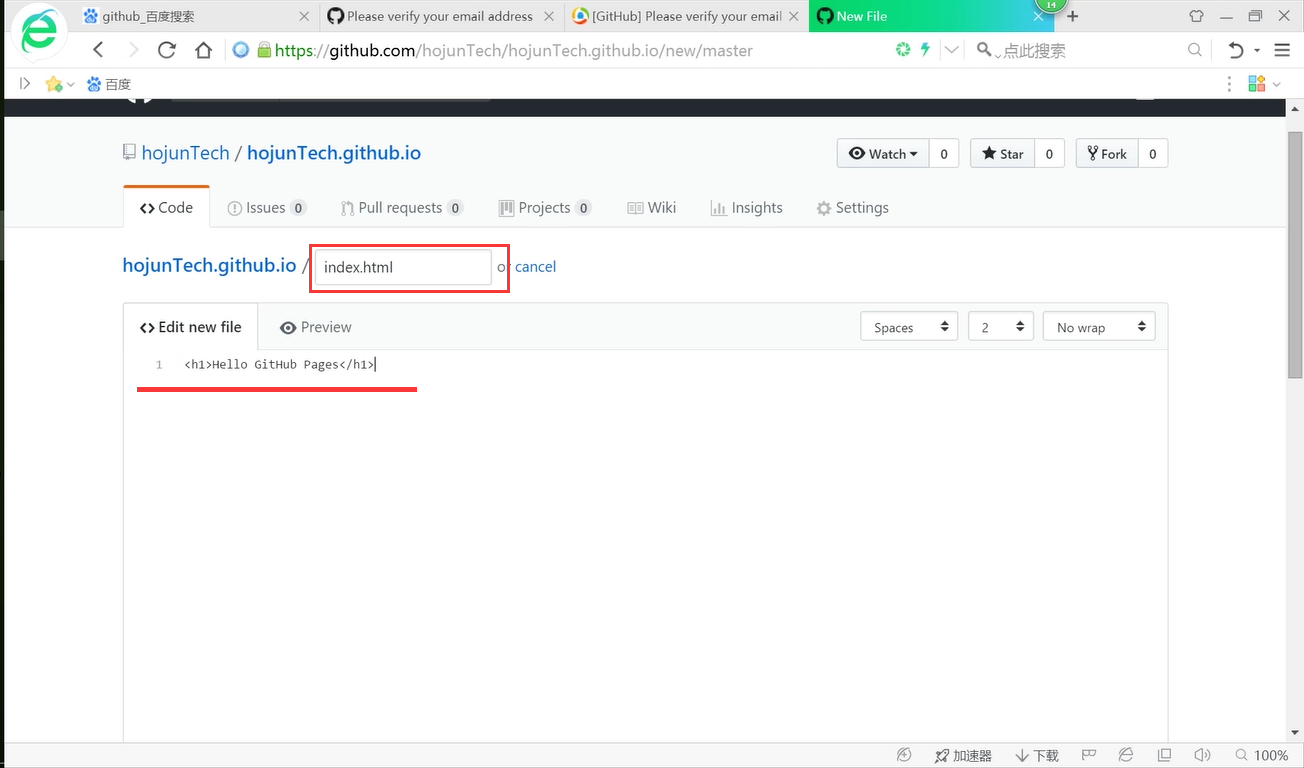 github_百度搜索
Please verify your email address
[GitHub] Please verify your email
New File
14
https://github.com/hojunTech/hojunTech.github.io/new/master
点此搜索
百度
hojunTech / hojunTech.github.io
Watch 0
Star 0
Fork 0
Code
Issues 0
Pull requests 0
Projects 0
Wiki
Insights
Settings
hojunTech.github.io / index.html or cancel
Edit new file
Preview
Spaces
2
No wrap
1 <h1>Hello GitHub Pages</h1>
加速器
下载
100%